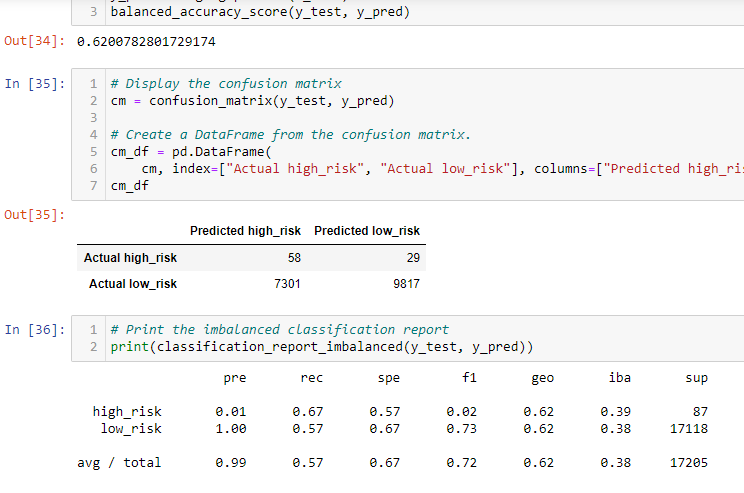 3 balanced_accuracy_score(y_test, y_pred)
Out[34]: 0.6200782801729174
In [35]: 1 # Display the confusion matrix
2 cm = confusion_matrix(y_test, y_pred)
3
4 # Create a DataFrame from the confusion matrix.
5 cm_df = pd.DataFrame(
6 cm, index=["Actual high_risk", "Actual low_risk"], columns=["Predicted high_ri
7 cm_df
Out[35]:
Predicted high_risk Predicted low_risk
Actual high_risk 58 29
Actual low_risk 7301 9817
In [36]: 1 # Print the imbalanced classification report
2 print(classification_report_imbalanced(y_test, y_pred))
pre rec spe f1 geo iba sup
high_risk 0.01 0.67 0.57 0.02 0.62 0.39 87
low_risk 1.00 0.57 0.67 0.73 0.62 0.38 17118
avg / total 0.99 0.57 0.67 0.72 0.62 0.38 17205